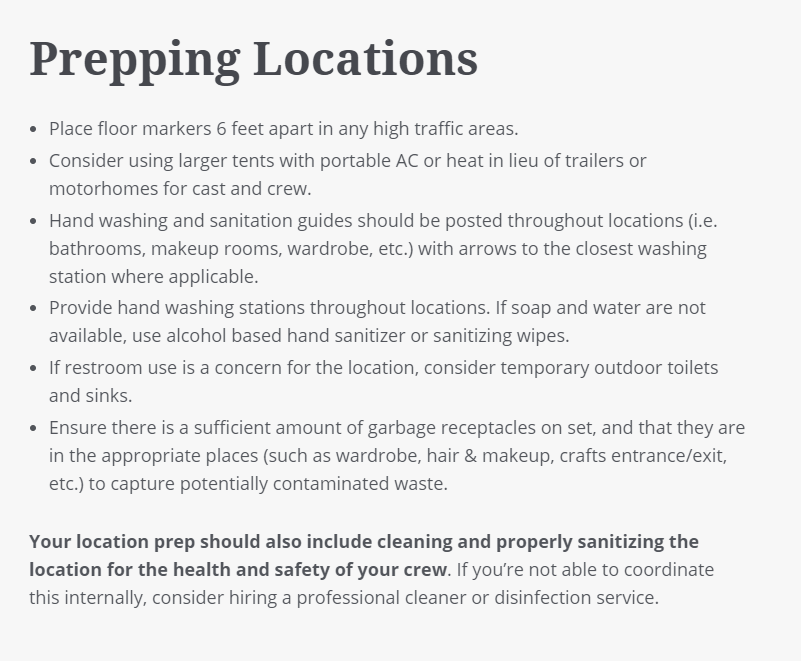 Prepping Locations
• Place floor markers 6 feet apart in any high traffic areas.
• Consider using larger tents with portable AC or heat in lieu of trailers or
motorhomes for cast and crew.
• Hand washing and sanitation guides should be posted throughout locations (i.e.
bathrooms, makeup rooms, wardrobe, etc.) with arrows to the closest washing
station where applicable.
• Provide hand washing stations throughout locations. If soap and water are not
available, use alcohol based hand sanitizer or sanitizing wipes.
• If restroom use is a concern for the location, consider temporary outdoor toilets
and sinks.
• Ensure there is a sufficient amount of garbage receptacles on set, and that they are
in the appropriate places (such as wardrobe, hair & makeup, crafts entrance/exit,
etc.) to capture potentially contaminated waste.
Your location prep should also include cleaning and properly sanitizing the
location for the health and safety of your crew. If you’re not able to coordinate
this internally, consider hiring a professional cleaner or disinfection service.